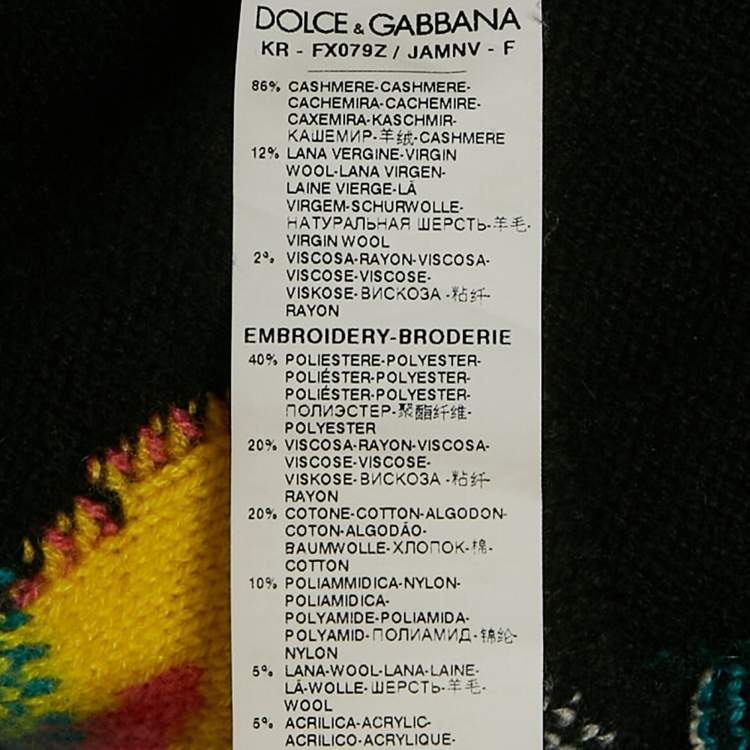 DOLCE & GABBANA
KR - FX079Z / JAMNV - F
86% CASHMERE-CASHMERE-
CACHEMIRA-CACHEMIRE-
CAXEMIRA-KASCHMIR-
КАШЕМИР-羊绒-CASHMERE
12% LANA VERGINE-VIRGIN
WOOL-LANA VIRGEN-
LAINE VIERGE-LÃ
VIRGEM-SCHURWOLLE-
НАТУРАЛЬНАЯ ШЕРСТЬ-羊毛-
VIRGIN WOOL
2% VISCOSA-RAYON-VISCOSA-
VISCOSE-VISCOSE-
VISKOSE-ВИСКОЗА -粘纤-
RAYON
EMBROIDERY-BRODERIE
40% POLIESTERE-POLYESTER-
POLIÉSTER-POLYESTER-
POLIÉSTER-POLYESTER-
ПОЛИЭСТЕР-聚酯纤维-
POLYESTER
20% VISCOSA-RAYON-VISCOSA-
VISCOSE-VISCOSE-
VISKOSE-ВИСКОЗА -粘纤-
RAYON
20% COTONE-COTTON-ALGODON-
COTON-ALGODÃO-
BAUMWOLLE-ХЛОПОК-棉-
COTTON
10% POLIAMMIDICA-NYLON-
POLIAMIDICA-
POLYAMIDE-POLIAMIDA-
POLYAMID-ПОЛИАМИД-锦纶-
NYLON
5% LANA-WOOL-LANA-LAINE-
LÃ-WOLLE-ШЕРСТЬ-羊毛-
WOOL
5% ACRILICA-ACRYLIC-
ACRILICO-ACRYLIQUE-